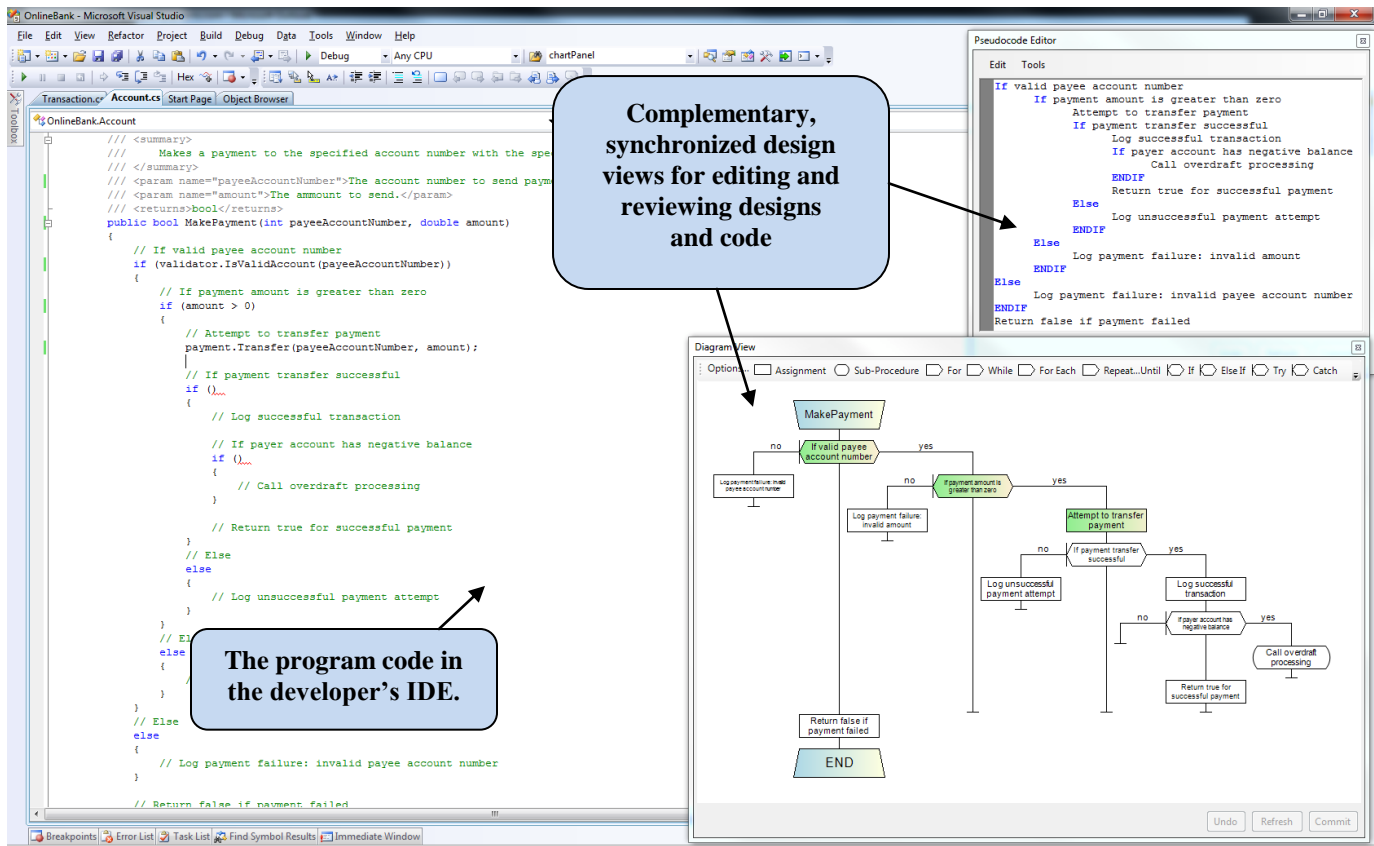 OnlineBank - Microsoft Visual Studio
File Edit View Refactor Project Build Debug Data Tools Window Help
Debug Any CPU chartPanel
Hex
Toolbox
Transaction.cs Account.cs Start Page Object Browser
OnlineBank.Account
/// <summary>
/// Makes a payment to the specified account number with the spe
/// </summary>
/// <param name="payeeAccountNumber">The account number to send paym
/// <param name="amount">The ammount to send.</param>
/// <returns>bool</returns>
public bool MakePayment(int payeeAccountNumber, double amount)
{
// If valid payee account number
if (validator.IsValidAccount(payeeAccountNumber))
{
// If payment amount is greater than zero
if (amount > 0)
{
// Attempt to transfer payment
payment.Transfer(payeeAccountNumber, amount);
// If payment transfer successful
if ()
{
// Log successful transaction
// If payer account has negative balance
if ()
{
// Call overdraft processing
}
// Return true for successful payment
}
// Else
else
{
// Log unsuccessful payment attempt
}
}
// El
else
{
/
}
}
// Else
else
{
// Log payment failure: invalid payee account number
}
// Return false if payment failed
Breakpoints Error List Task List Find Symbol Results Immediate Window
Complementary,
synchronized design
views for editing and
reviewing designs
and code
The program code in
the developer’s IDE.
Pseudocode Editor
Edit Tools
If valid payee account number
If payment amount is greater than zero
Attempt to transfer payment
If payment transfer successful
Log successful transaction
If payer account has negative balance
Call overdraft processing
ENDIF
Return true for successful payment
Else
Log unsuccessful payment attempt
ENDIF
Else
Log payment failure: invalid amount
ENDIF
Else
Log payment failure: invalid payee account number
ENDIF
Return false if payment failed
Diagram View
Options... Assignment Sub-Procedure For While For Each Repeat...Until If Else If Try Catch
MakePayment
no
If valid payee
account number
yes
Log payment failure: invalid
payee account number
no
If payment amount is
greater than zero
yes
Log payment failure:
invalid amount
Attempt to transfer
payment
no
If payment transfer
successful
yes
Log unsuccessful
payment attempt
Log successful
transaction
no
If payer account has
negative balance
yes
Call overdraft
processing
Return true for
successful payment
Return false if
payment failed
END
Undo Refresh Commit